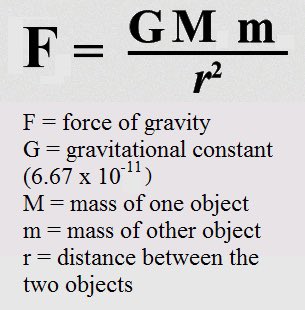 F = GMm/r²
F = force of gravity
G = gravitational constant
(6.67 x 10⁻¹¹)
M = mass of one object
m = mass of other object
r = distance between the
two objects